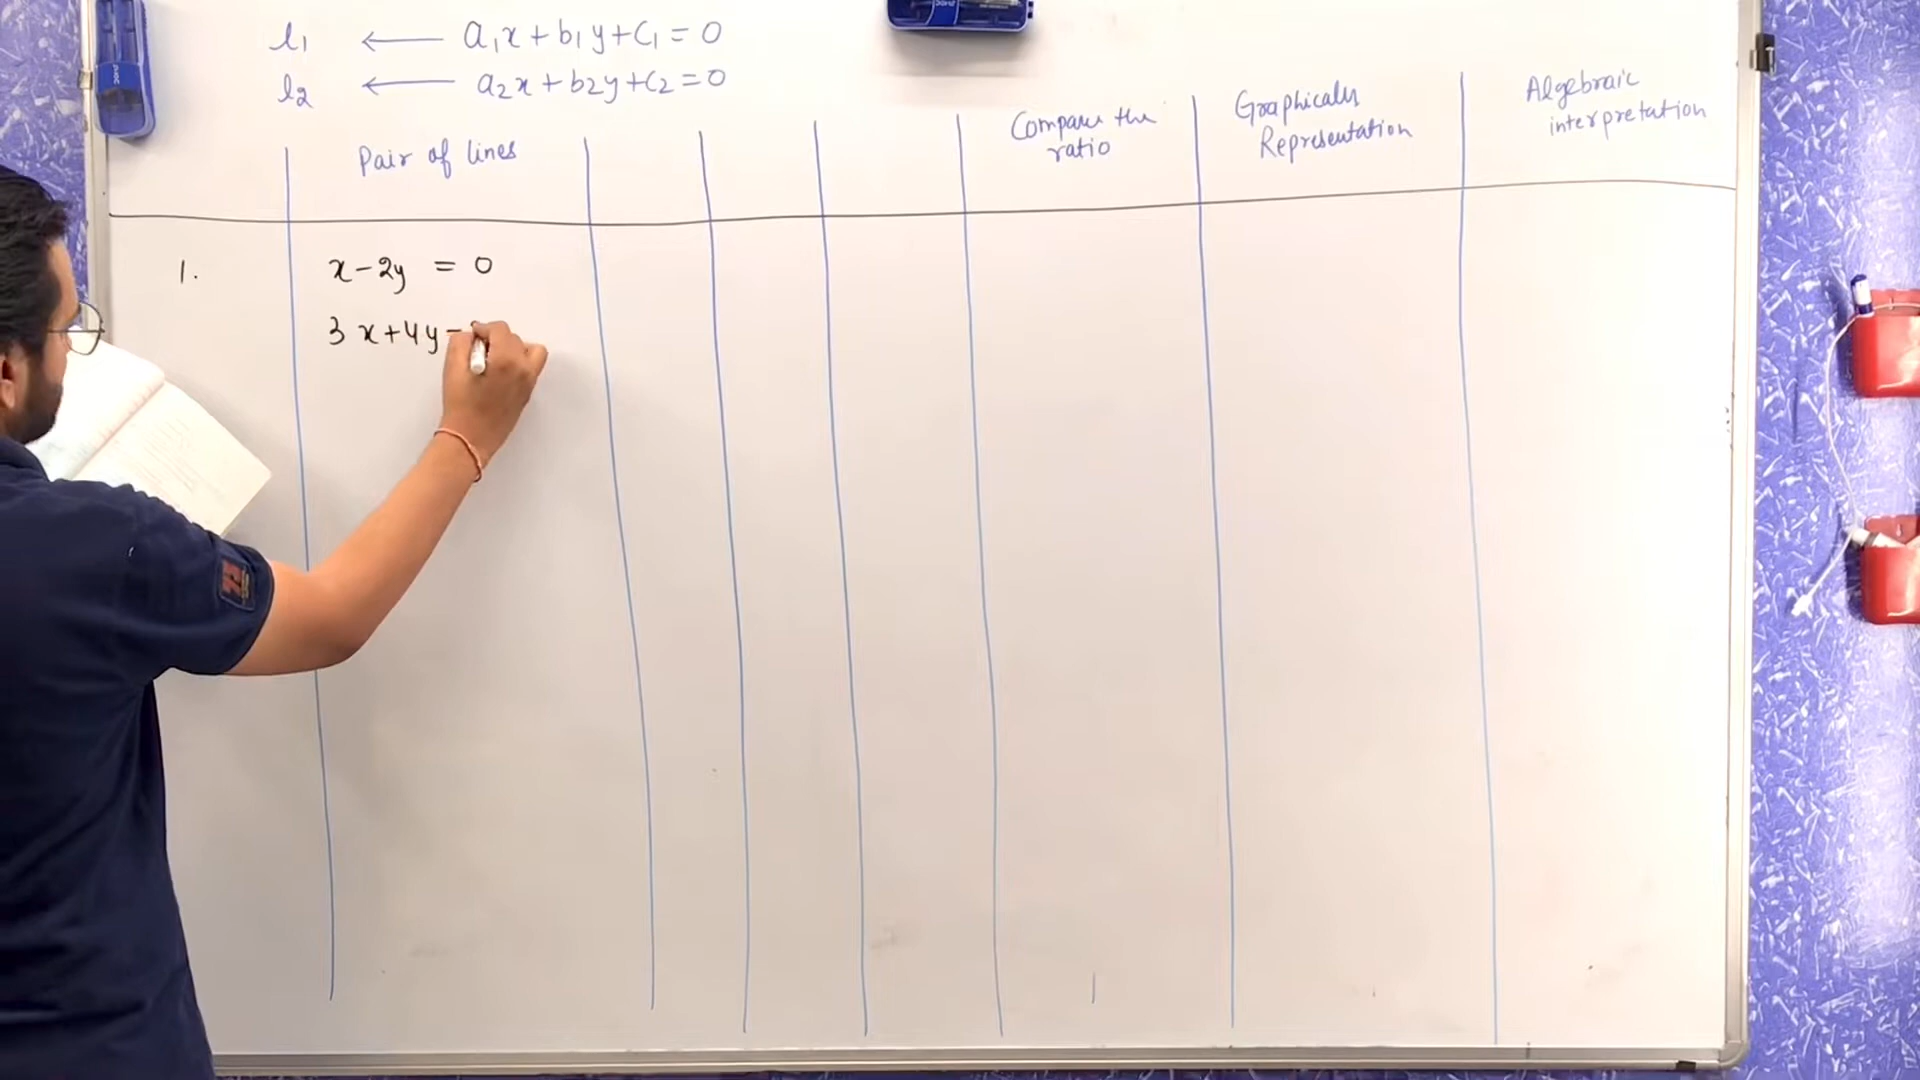 l₁ ← a₁x + b₁y + c₁ = 0
l₂ ← a₂x + b₂y + c₂ = 0
Pair of lines
Compare the
ratio
Graphically
Representation
Algebraic
interpretation
1.
x - 2y = 0
3x + 4y -